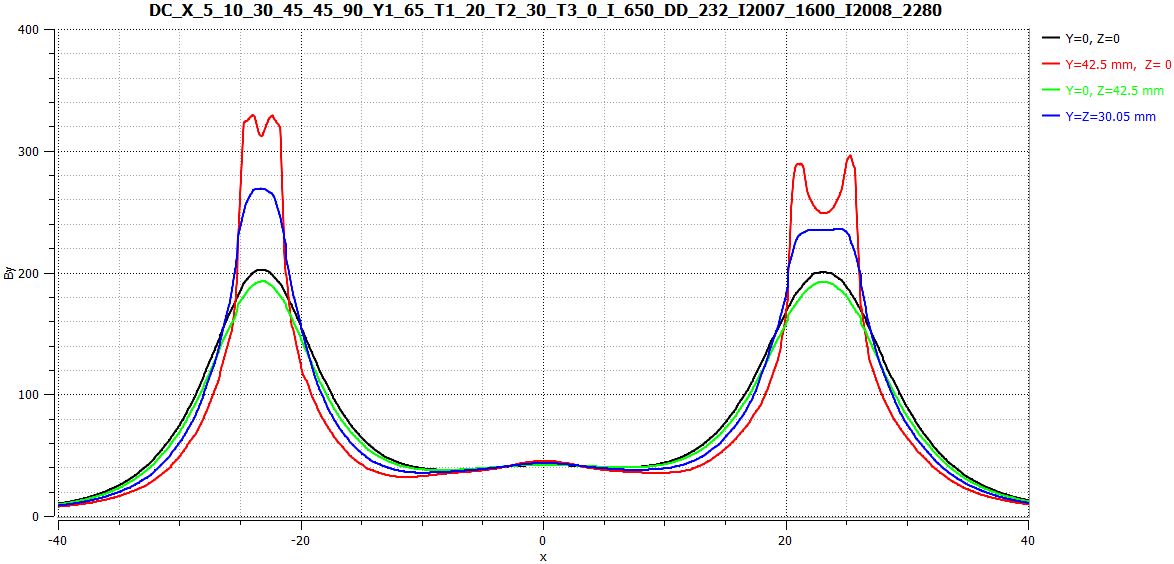 DC_X_5_10_30_45_45_90_Y1_65_T1_20_T2_30_T3_0_I_650_DD_232_I2007_1600_I2008_2280
400
300
200
100
0
By
-40
-20
0
20
40
x
Y=0, Z=0
Y=42.5 mm, Z= 0
Y=0, Z=42.5 mm
Y=Z=30.05 mm